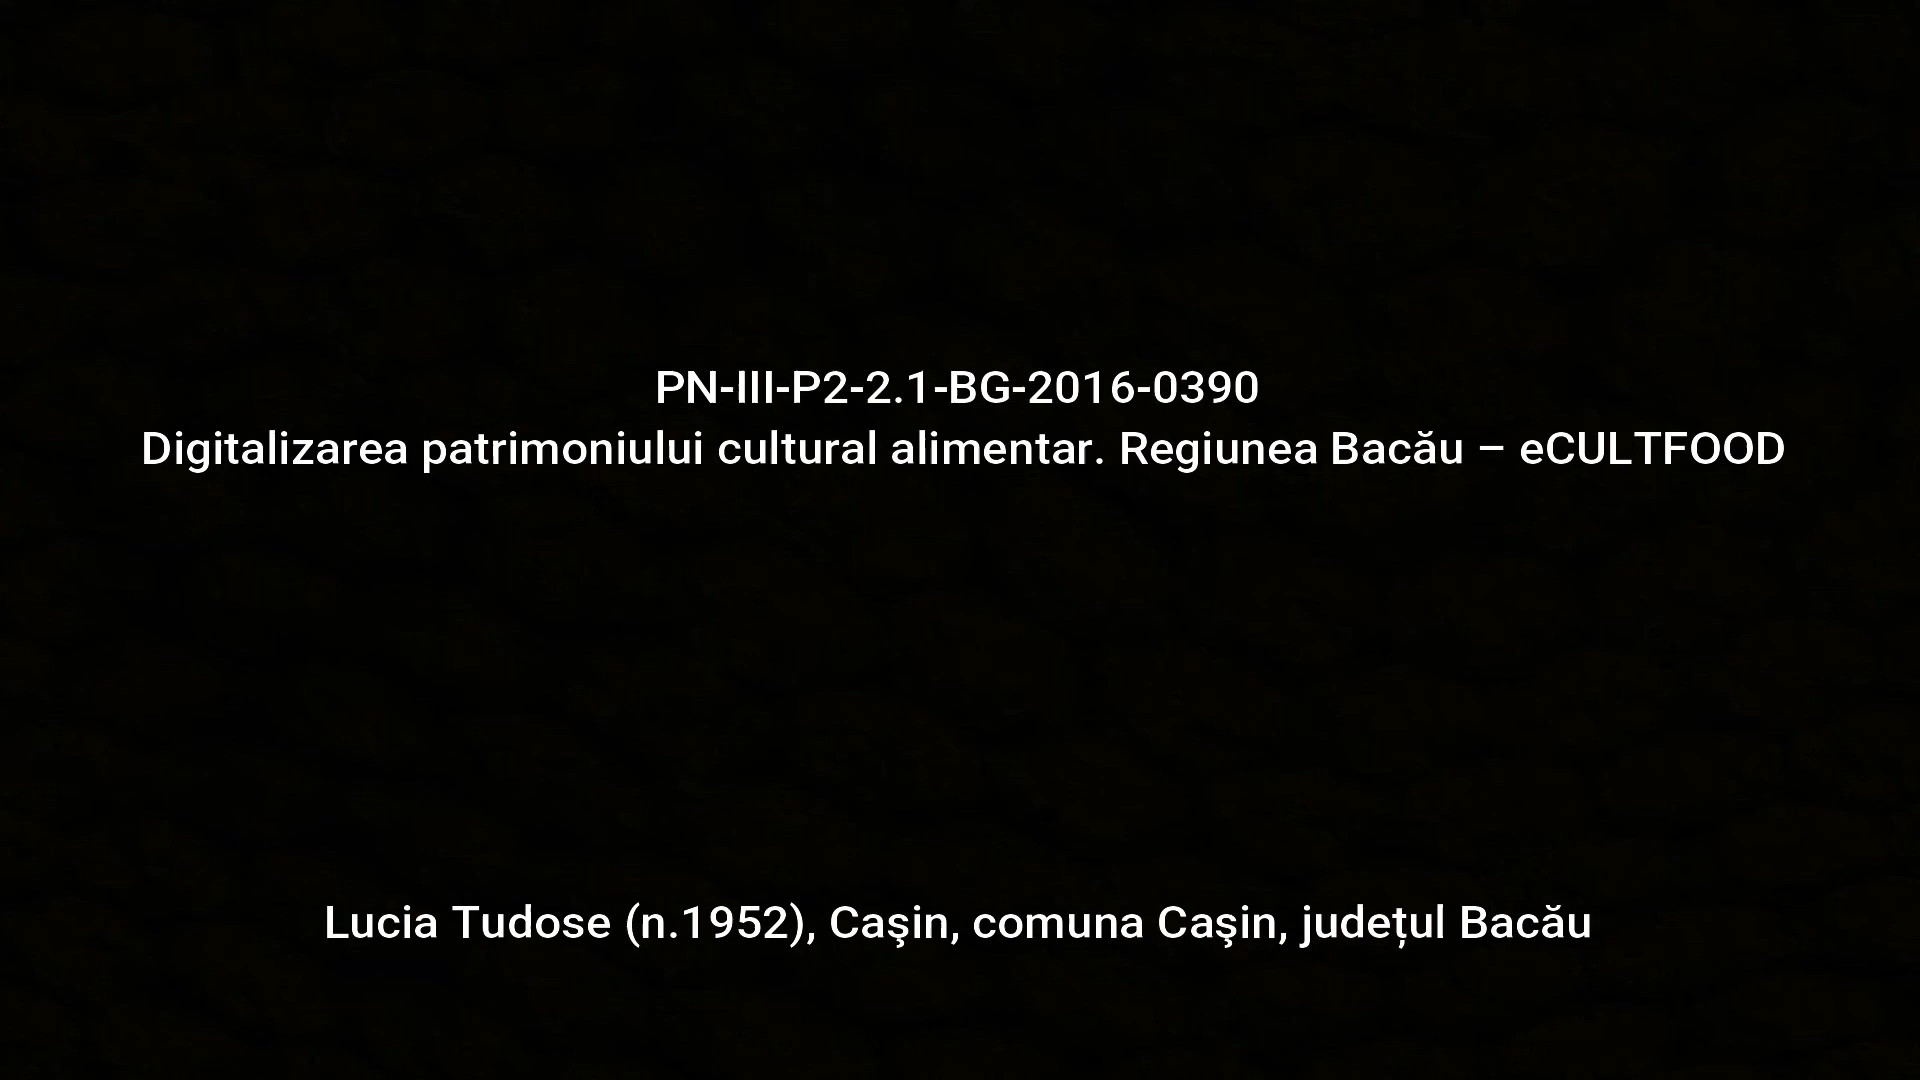 PN-III-P2-2.1-BG-2016-0390
Digitalizarea patrimoniului cultural alimentar. Regiunea Bacău – eCULTFOOD
Lucia Tudose (n.1952), Caşin, comuna Caşin, județul Bacău